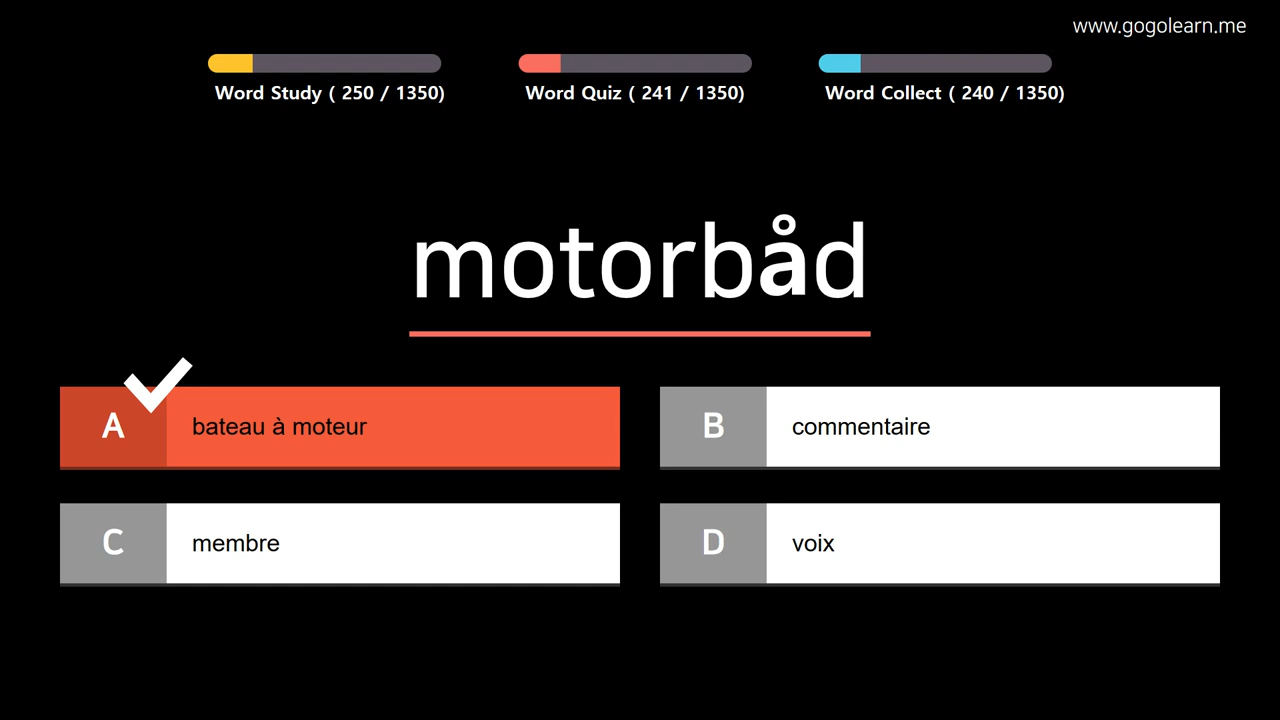 www.gogolearn.me
Word Study ( 250 / 1350)
Word Quiz ( 241 / 1350)
Word Collect ( 240 / 1350)
motorbåd
A bateau à moteur
B commentaire
C membre
D voix